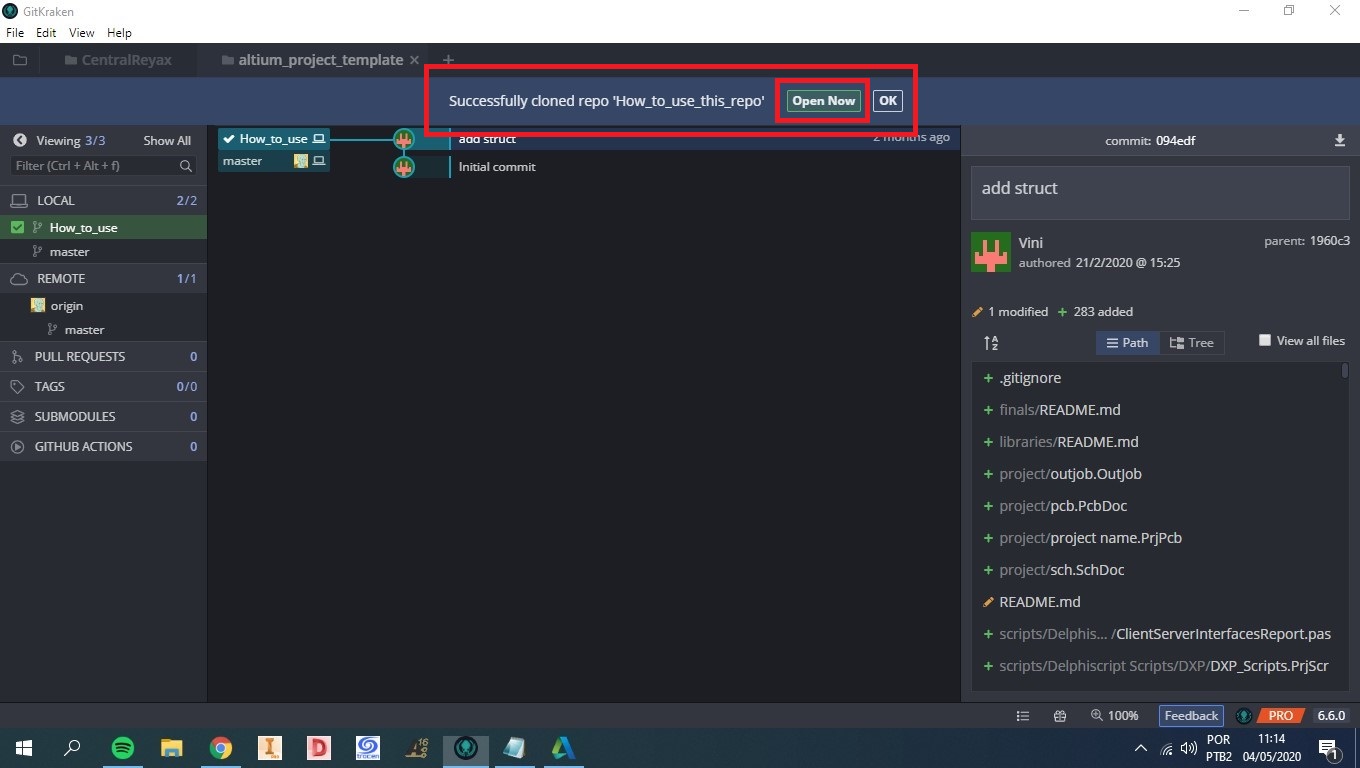 GitKraken
File Edit View Help
CentralReyax
altium_project_template
Successfully cloned repo 'How_to_use_this_repo' Open Now OK
Viewing 3/3 Show All
Filter (Ctrl + Alt + f)
LOCAL 2/2
How_to_use
master
REMOTE 1/1
origin
master
PULL REQUESTS 0
TAGS 0/0
SUBMODULES 0
GITHUB ACTIONS 0
How_to_use add struct 2 months ago
master Initial commit
commit: 094edf
add struct
Vini parent: 1960c3
authored 21/2/2020 @ 15:25
1 modified + 283 added
Path Tree View all files
+ .gitignore
+ finals/README.md
+ libraries/README.md
+ project/outjob.OutJob
+ project/pcb.PcbDoc
+ project/project name.PrjPcb
+ project/sch.SchDoc
README.md
+ scripts/Delphis... /ClientServerInterfacesReport.pas
+ scripts/Delphiscript Scripts/DXP/DXP_Scripts.PrjScr
100% Feedback PRO 6.6.0
POR 11:14
PTB2 04/05/2020